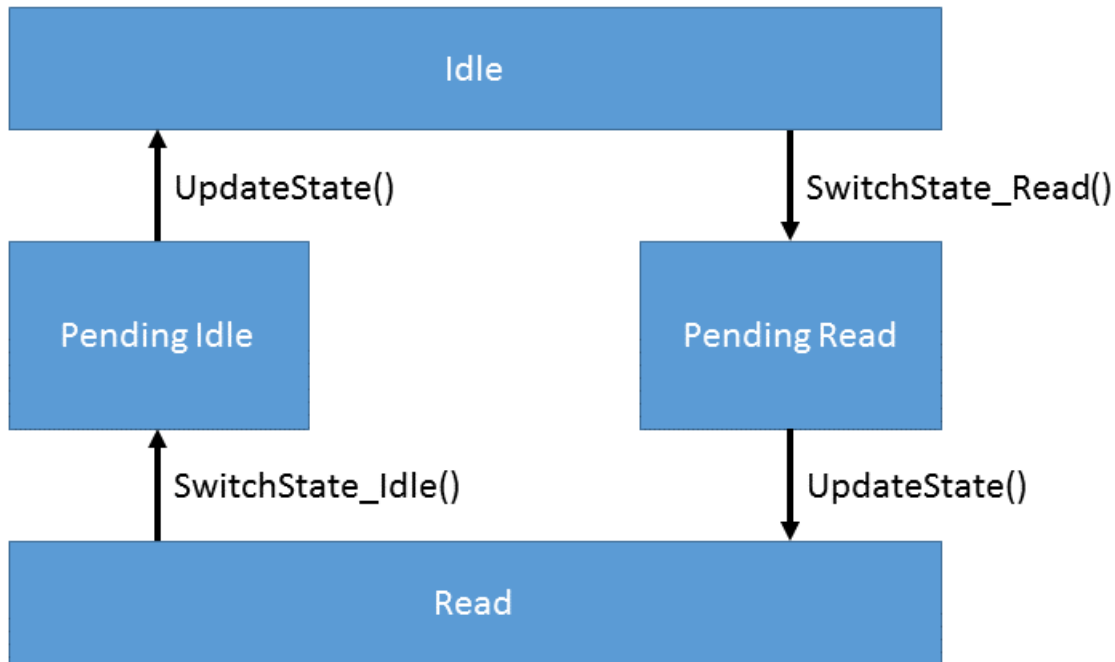 Idle
UpdateState()
SwitchState_Read()
Pending Idle
Pending Read
SwitchState_Idle()
UpdateState()
Read